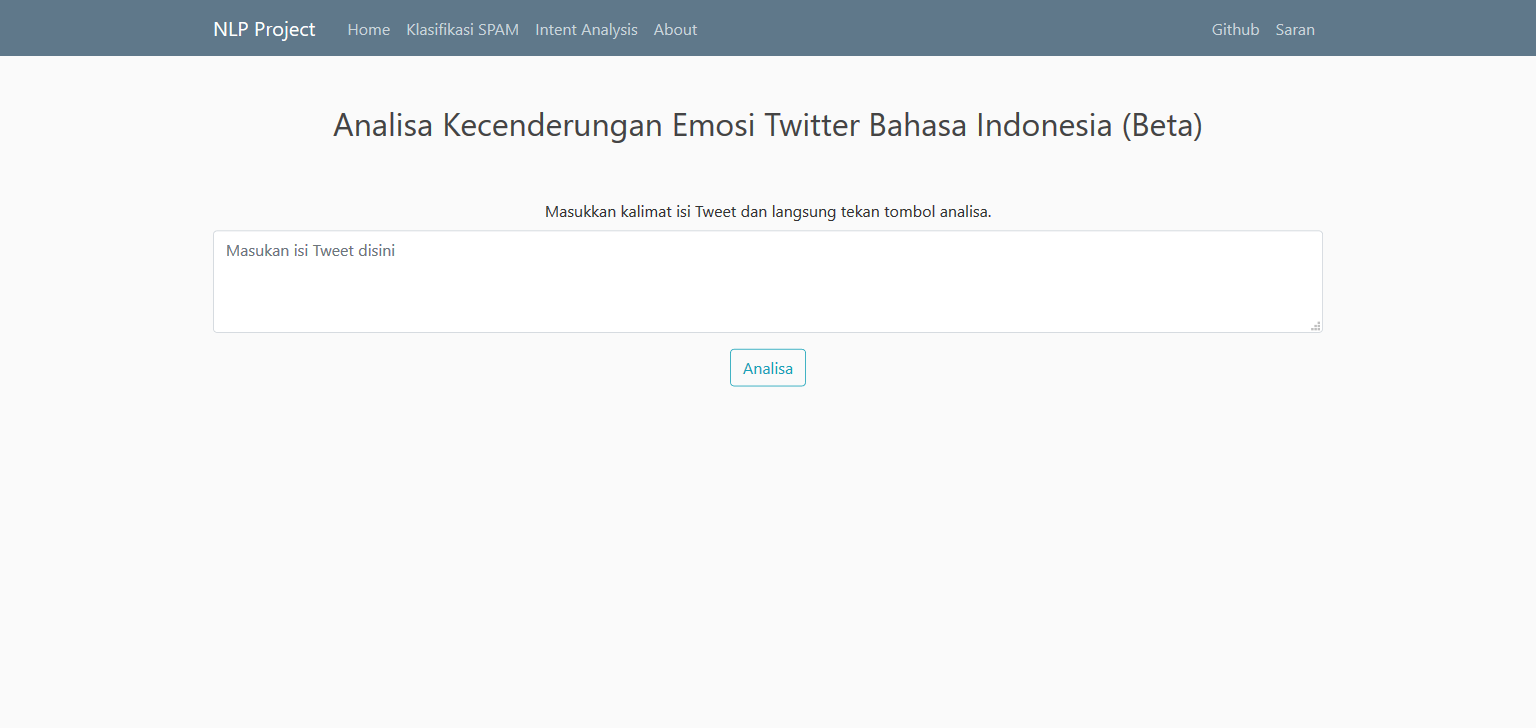 NLP Project Home Klasifikasi SPAM Intent Analysis About Github Saran
Analisa Kecenderungan Emosi Twitter Bahasa Indonesia (Beta)
Masukkan kalimat isi Tweet dan langsung tekan tombol analisa.
Masukan isi Tweet disini
Analisa